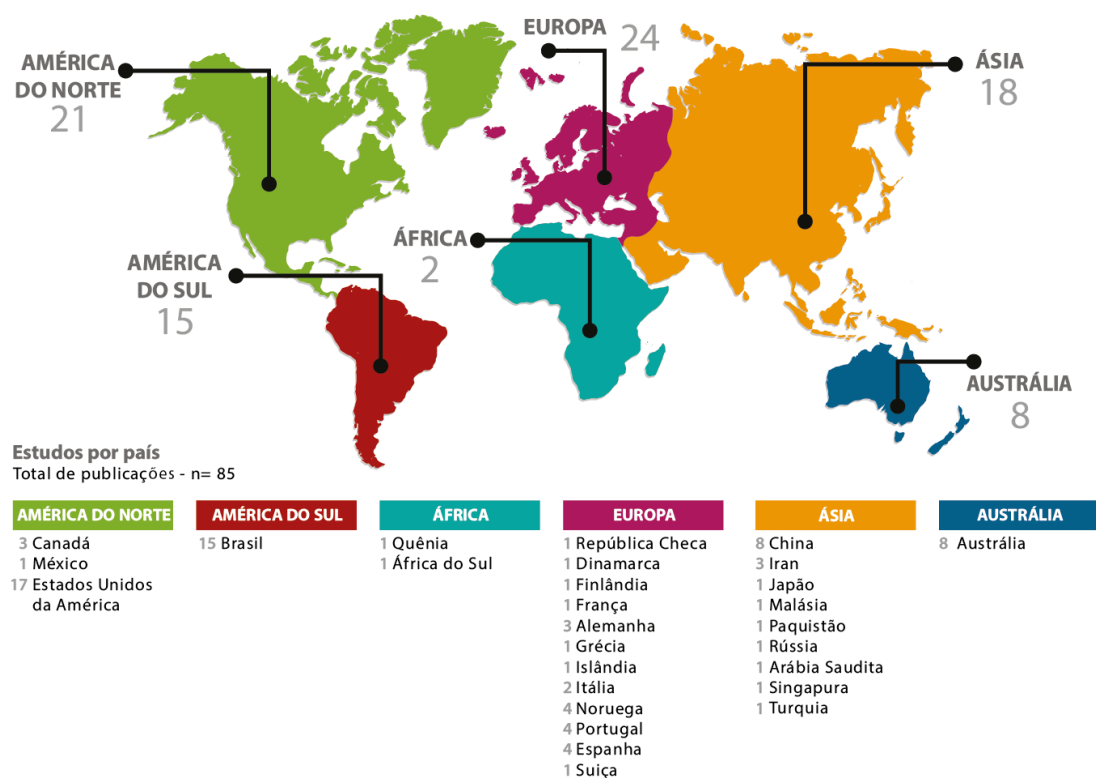 EUROPA
24
AMÉRICA
DO NORTE
21
ÁSIA
18
ÁFRICA
2
AMÉRICA
DO SUL
15
AUSTRÁLIA
8
Estudos por país
Total de publicações - n= 85
AMÉRICA DO NORTE
3 Canadá
1 México
17 Estados Unidos
da América
AMÉRICA DO SUL
15 Brasil
ÁFRICA
1 Quênia
1 África do Sul
EUROPA
1 República Checa
1 Dinamarca
1 Finlândia
1 França
3 Alemanha
1 Grécia
1 Islândia
2 Itália
4 Noruega
4 Portugal
4 Espanha
1 Suiça
ÁSIA
8 China
3 Iran
1 Japão
1 Malásia
1 Paquistão
1 Rússia
1 Arábia Saudita
1 Singapura
1 Turquia
AUSTRÁLIA
8 Austrália